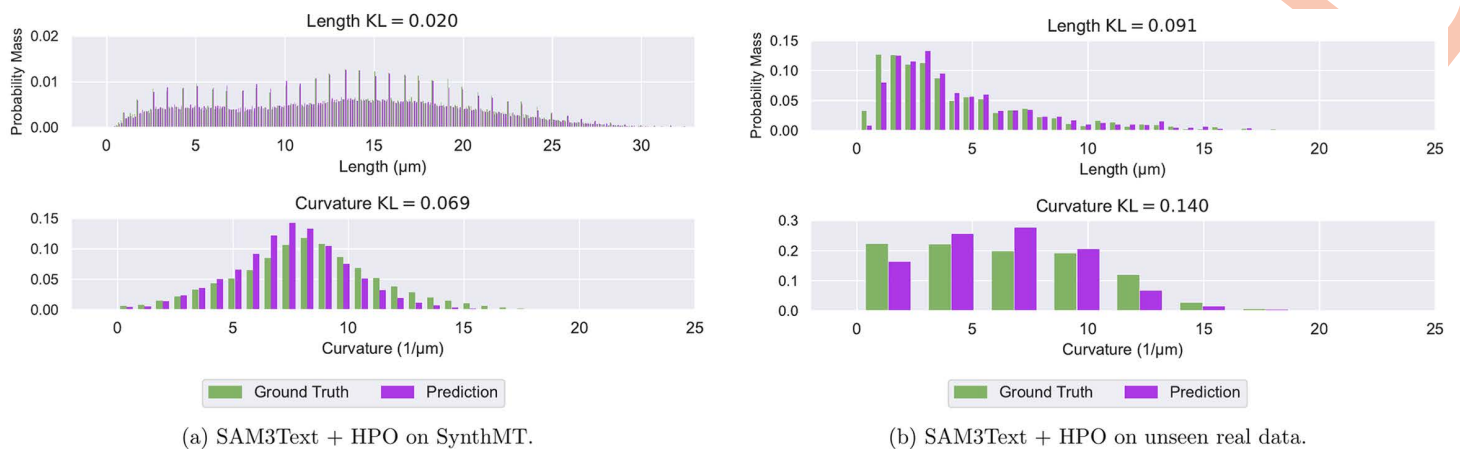 Length KL = 0.020
Probability Mass
0.02
0.01
0.00
0 5 10 15 20 25 30
Length (μm)
Curvature KL = 0.069
0.15
0.10
0.05
0.00
0 5 10 15 20 25
Curvature (1/μm)
Ground Truth Prediction
(a) SAM3Text + HPO on SynthMT.
Length KL = 0.091
Probability Mass
0.15
0.10
0.05
0.00
0 5 10 15 20 25
Length (μm)
Curvature KL = 0.140
0.3
0.2
0.1
0.0
0 5 10 15 20 25
Curvature (1/μm)
Ground Truth Prediction
(b) SAM3Text + HPO on unseen real data.